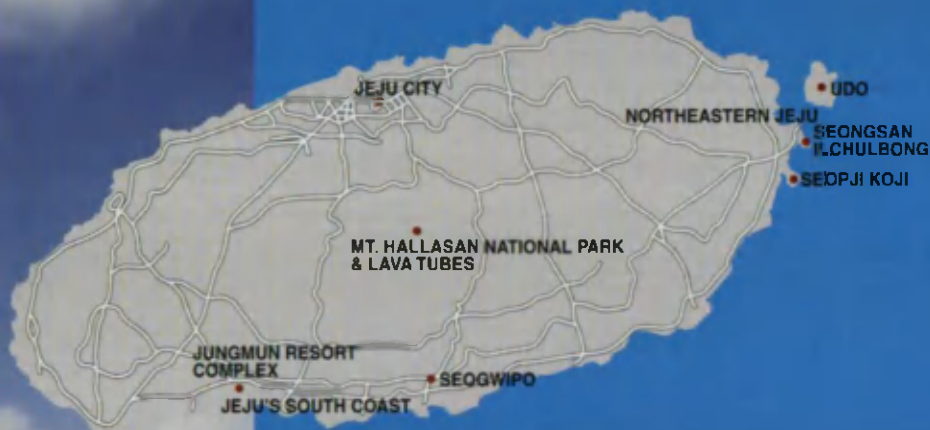 JEJU CITY
UDO
NORTHEASTERN JEJU
SEONGSAN
ILCHULBONG
SEOPJI KOJI
MT. HALLASAN NATIONAL PARK
& LAVA TUBES
JUNGMUN RESORT
COMPLEX
SEOGWIPO
JEJU'S SOUTH COAST